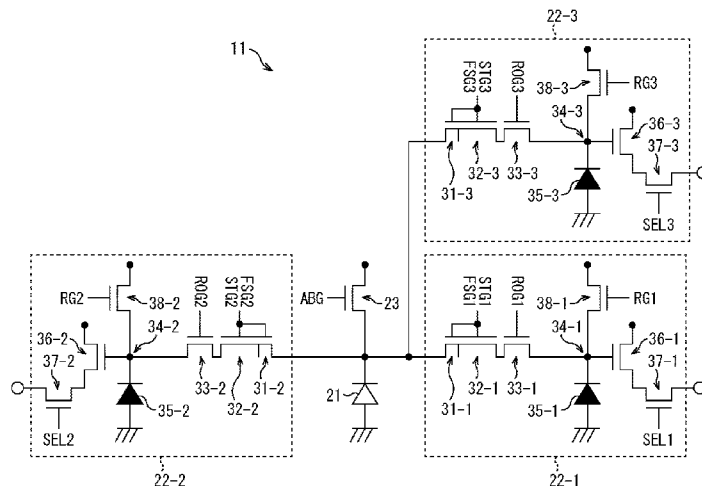 22-3
11
FSG3
STG3
ROG3
38-3
RG3
34-3
36-3
37-3
31-3
32-3
33-3
35-3
SEL3
RG2
38-2
ROG2
STG2
FSG2
ABG
23
FSG1
STG1
ROG1
38-1
RG1
36-2
34-2
34-1
36-1
37-2
37-1
33-2
32-2
31-2
21
31-1
32-1
33-1
35-2
35-1
SEL2
SEL1
22-2
22-1